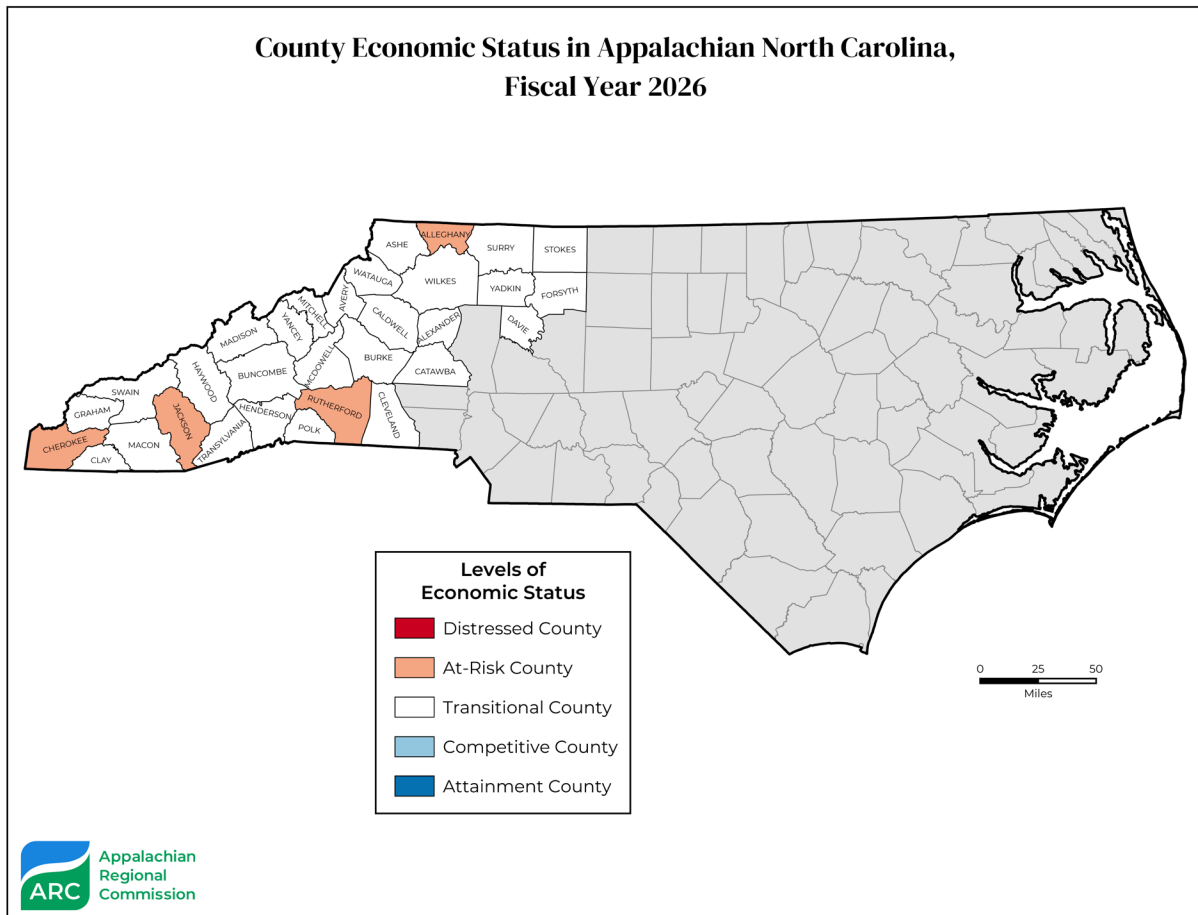 County Economic Status in Appalachian North Carolina,
Fiscal Year 2026
ALLEGHANY
ASHE
SURRY
STOKES
WATAUGA
WILKES
YADKIN
FORSYTH
AVERY
MITCHELL
CALDWELL
ALEXANDER
DAVIE
YANCEY
MADISON
MCDOWELL
BURKE
CATAWBA
BUNCOMBE
HAYWOOD
SWAIN
RUTHERFORD
CLEVELAND
GRAHAM
JACKSON
HENDERSON
TRANSYLVANIA
POLK
CHEROKEE
MACON
CLAY
Levels of
Economic Status
Distressed County
At-Risk County
Transitional County
Competitive County
Attainment County
0 25 50
Miles
ARC
Appalachian
Regional
Commission